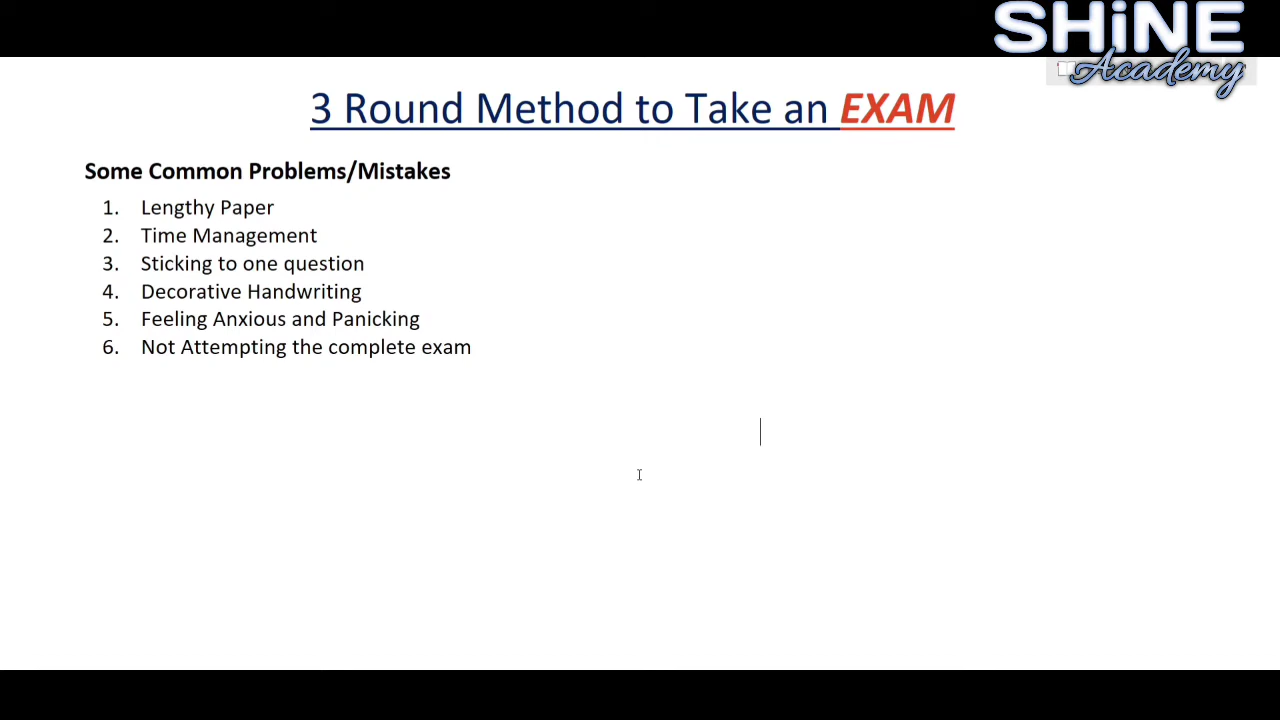 SHiNE
Academy
3 Round Method to Take an EXAM
Some Common Problems/Mistakes
1. Lengthy Paper
2. Time Management
3. Sticking to one question
4. Decorative Handwriting
5. Feeling Anxious and Panicking
6. Not Attempting the complete exam